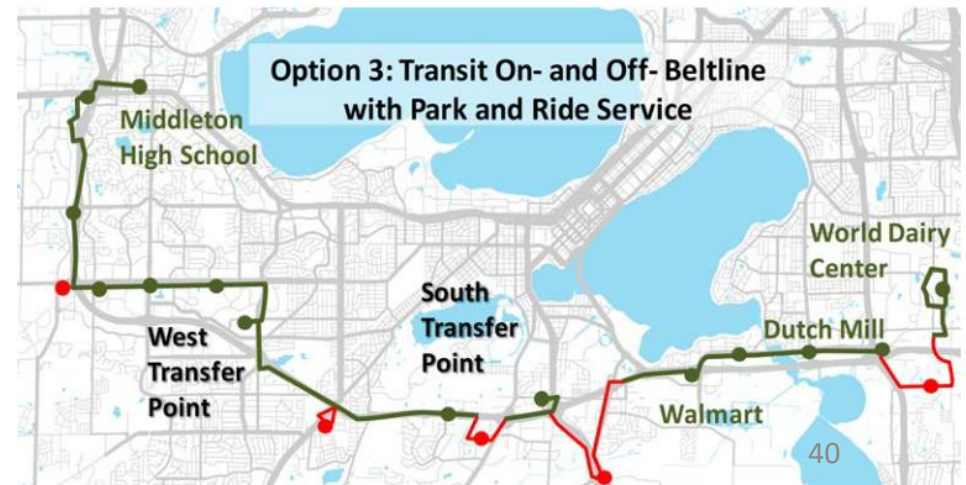 Option 3: Transit On- and Off- Beltline
with Park and Ride Service
Middleton
High School
World Dairy
Center
South
Transfer
Point
Dutch Mill
West
Transfer
Point
Walmart
40